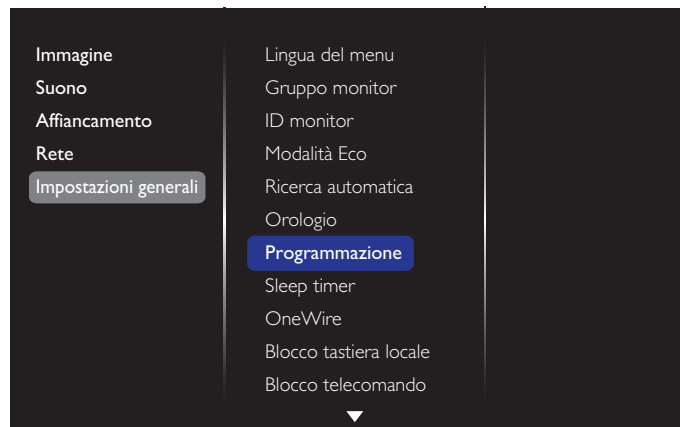 Immagine
Suono
Affiancamento
Rete
Impostazioni generali
Lingua del menu
Gruppo monitor
ID monitor
Modalità Eco
Ricerca automatica
Orologio
Programmazione
Sleep timer
OneWire
Blocco tastiera locale
Blocco telecomando